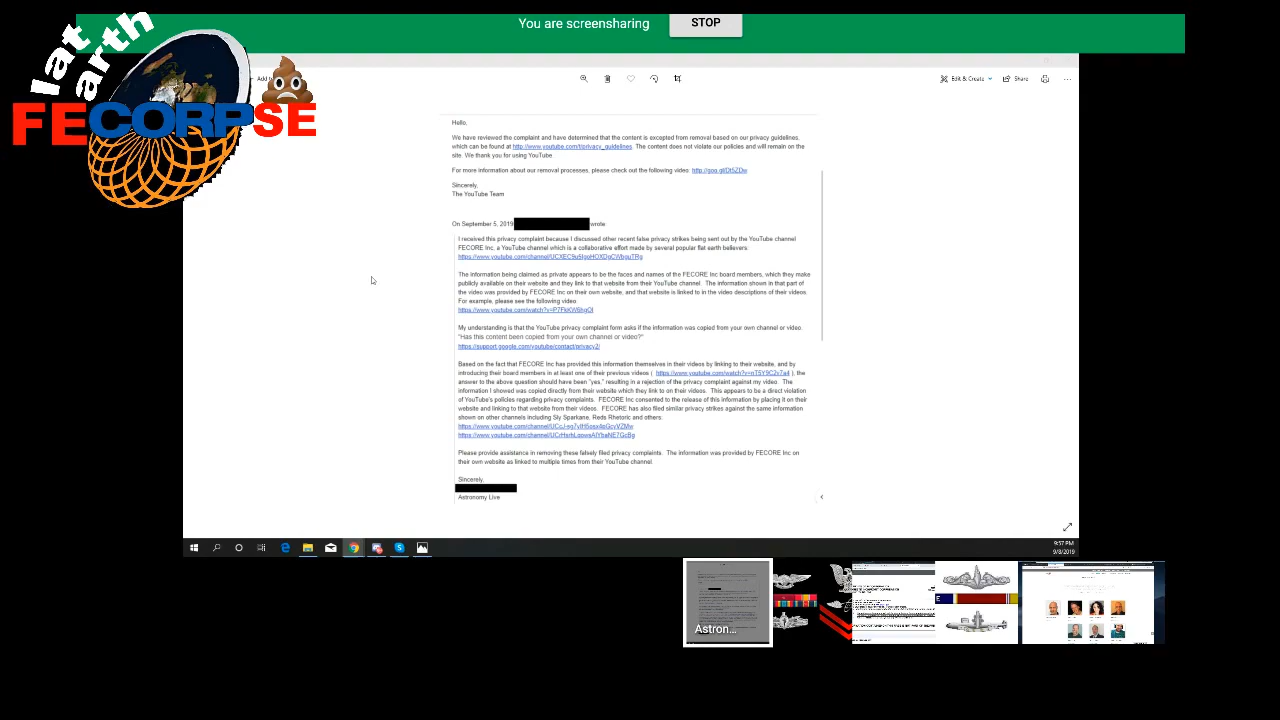 You are screensharing STOP
lat
arth
FECORPSE
Add
Edit & Create
Share
Hello,
We have reviewed the complaint and have determined that the content is excepted from removal based on our privacy guidelines,
which can be found at http://www.youtube.com/t/privacy_guidelines. The content does not violate our policies and will remain on the
site. We thank you for using YouTube
For more information about our removal processes, please check out the following video
Sincerely,
The YouTube Team
On September 5, 2019 wrote
I received this privacy complaint because I discussed other recent false privacy strikes being sent out by the YouTube channel
FECORE Inc. a YouTube channel which is a collaborative effort made by several popular flat earth believers:
The information being claimed as private appears to be the faces and names of the FECORE Inc board members, which they make
publicly available on their website and they link to that website from their YouTube channel. The information shown in that part of
the video was provided by FECORE Inc on their own website, and that website is linked to in the video descriptions of their videos.
For example, please see the following video
My understanding is that the YouTube privacy complaint form asks if the information was copied from your own channel or video
"Has this content been copied from your own channel or video?"
https://support.google.com/youtube/contact/privacy2/
Based on the fact that FECORE Inc has provided this information themselves in their videos by linking to their website, and by
introducing their board members in at least one of their previous videos ( ), the
answer to the above question should have been "yes," resulting in a rejection of the privacy complaint against my video. The
information I showed was copied directly from their website which they link to on their videos. This appears to be a direct violation
of YouTube's policies regarding privacy complaints. FECORE Inc consented to the release of this information by placing it on their
website and linking to that website from their videos. FECORE has also filed similar privacy strikes against the same information
shown on other channels including Sly Sparkane, Reds Rhetoric and others:
Please provide assistance in removing these falsely filed privacy complaints. The information was provided by FECORE Inc on
their own website as linked to multiple times from their YouTube channel.
Sincerely,
Astronomy Live
9:57 PM
9/8/2019
Astron...